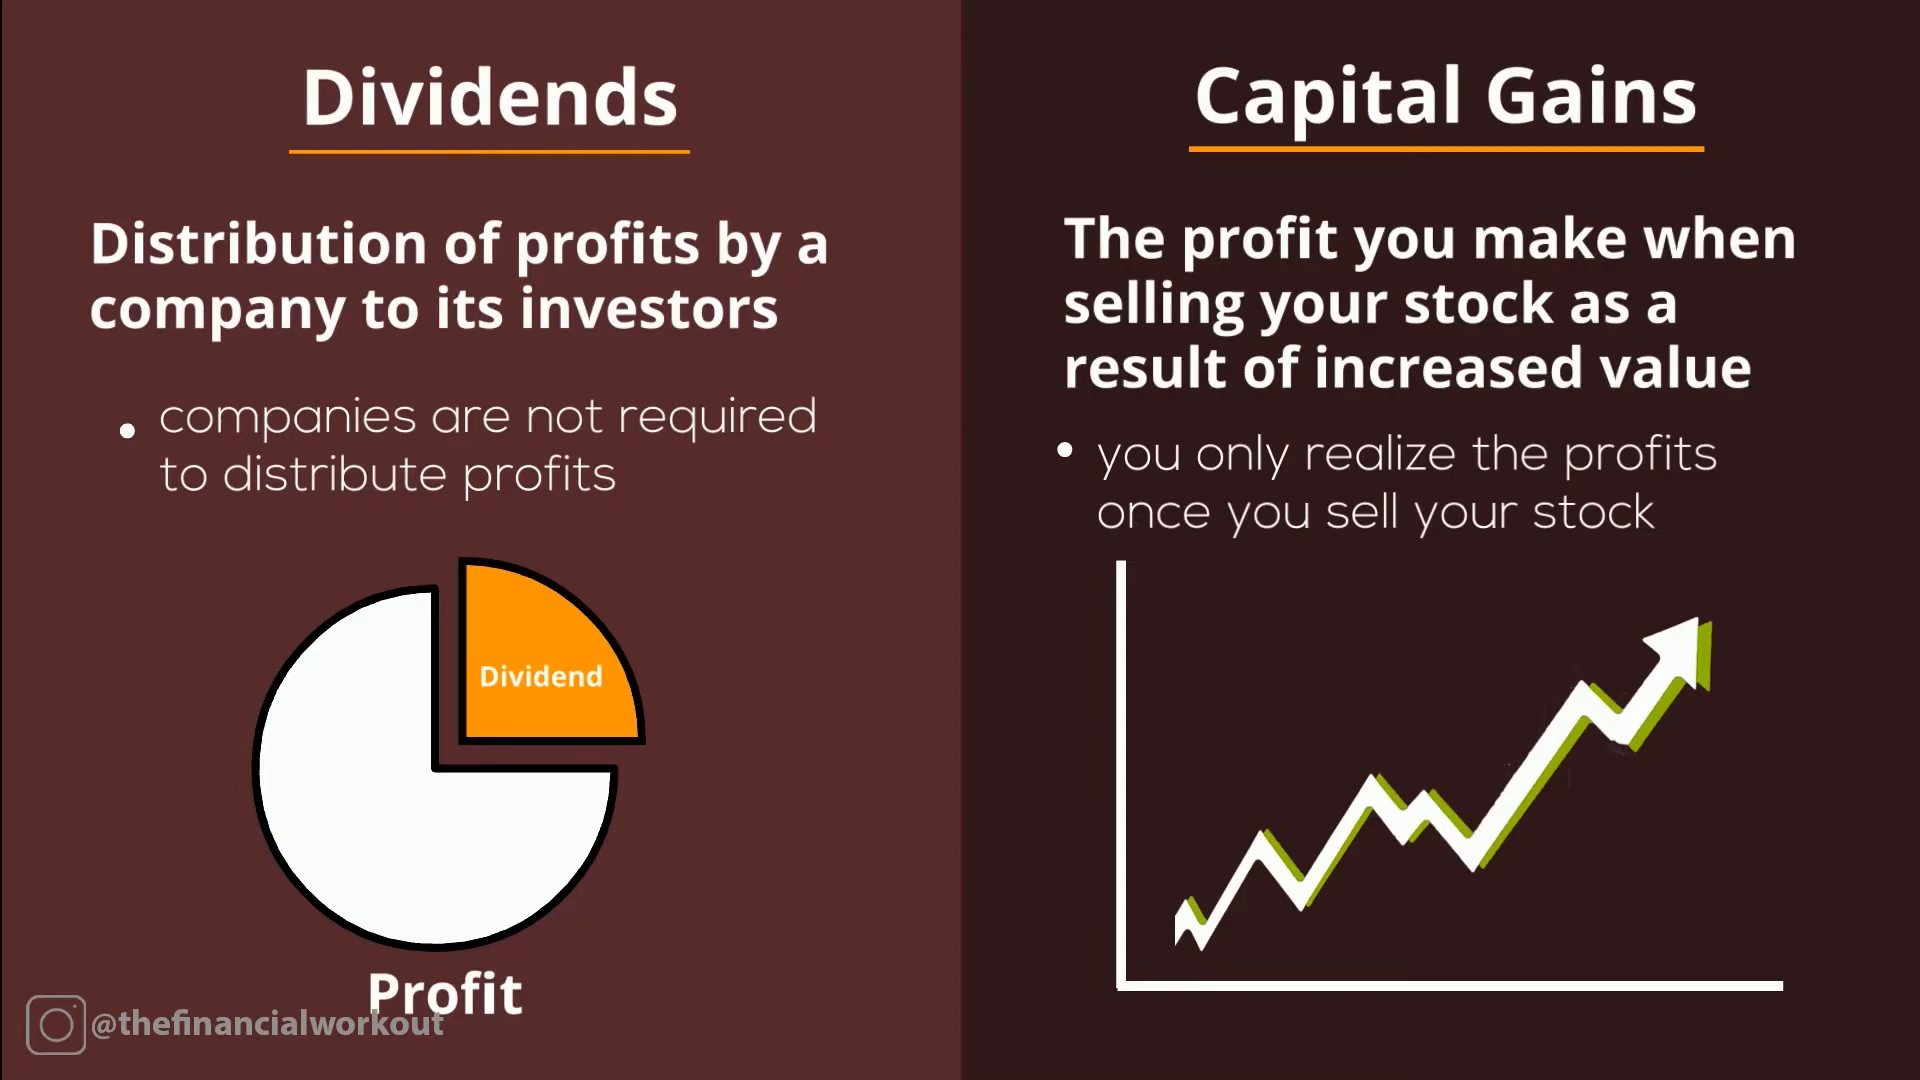 Dividends
Distribution of profits by a
company to its investors
• companies are not required
to distribute profits
Dividend
Profit
@thefinancialworkout
Capital Gains
The profit you make when
selling your stock as a
result of increased value
• you only realize the profits
once you sell your stock